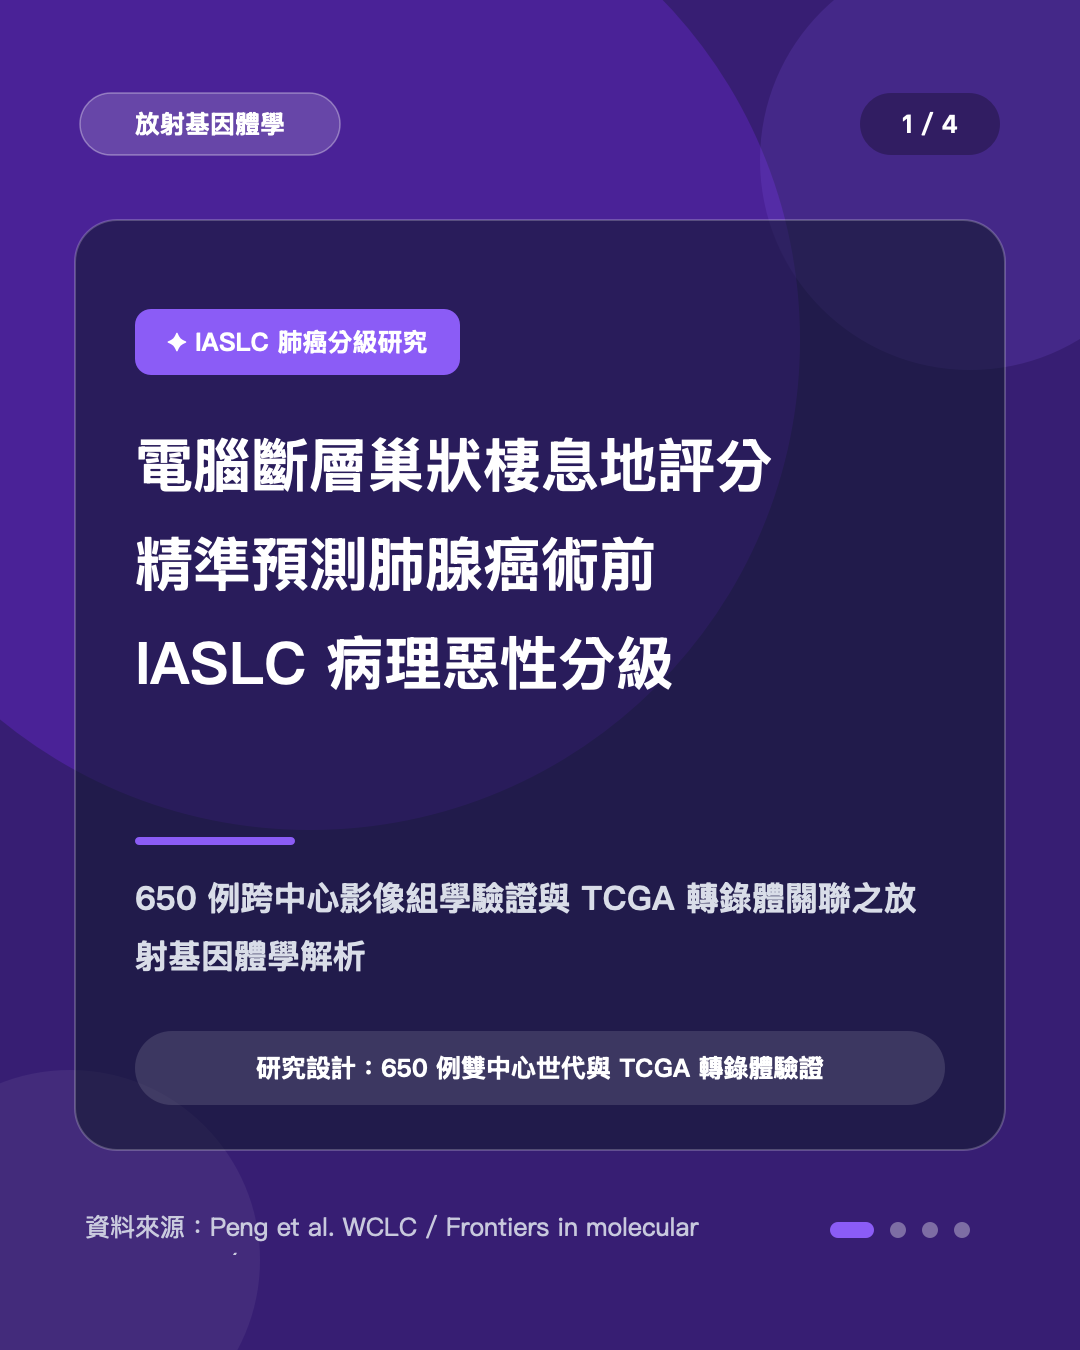 放射基因體學
1 / 4
✦ IASLC 肺癌分級研究
電腦斷層巢狀棲息地評分
精準預測肺腺癌術前
IASLC 病理惡性分級
650 例跨中心影像組學驗證與 TCGA 轉錄體關聯之放
射基因體學解析
研究設計：650 例雙中心世代與 TCGA 轉錄體驗證
資料來源：Peng et al. WCLC / Frontiers in molecular